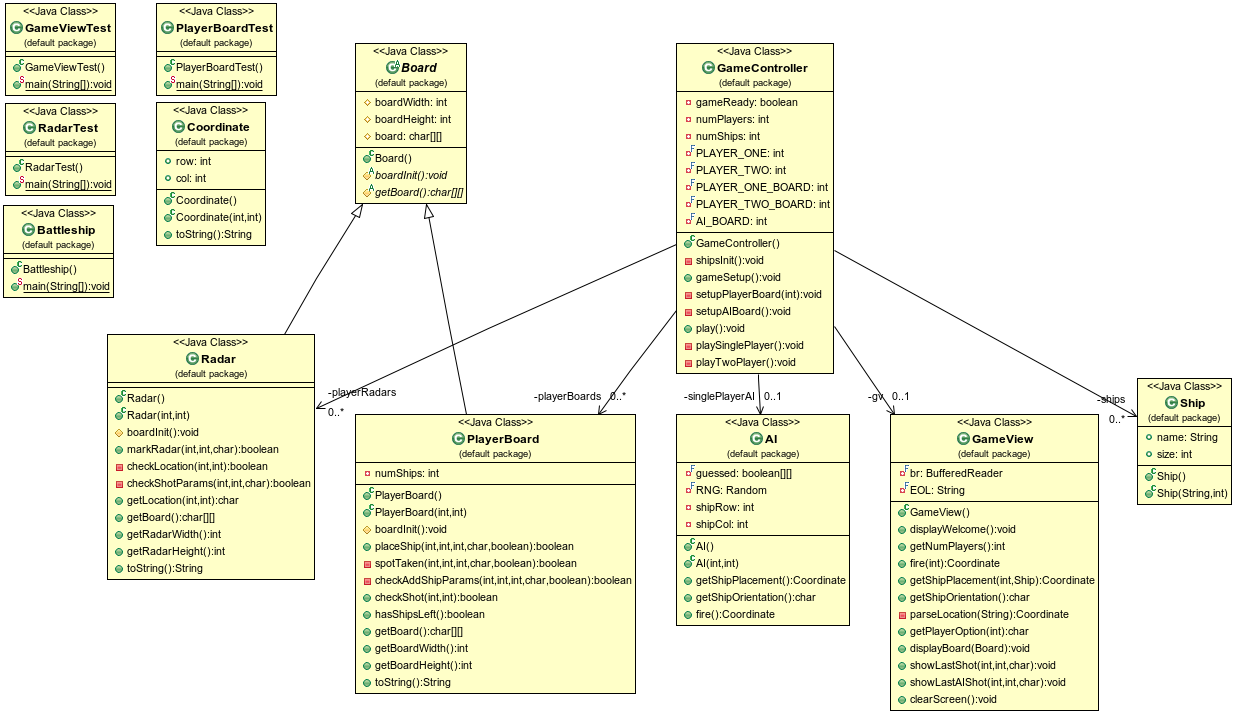 <<Java Class>>
GameViewTest
(default package)
GameViewTest()
main(String[]):void
<<Java Class>>
PlayerBoardTest
(default package)
PlayerBoardTest()
main(String[]):void
<<Java Class>>
RadarTest
(default package)
RadarTest()
main(String[]):void
<<Java Class>>
Coordinate
(default package)
row: int
col: int
Coordinate()
Coordinate(int,int)
toString():String
<<Java Class>>
Battleship
(default package)
Battleship()
main(String[]):void
<<Java Class>>
Board
(default package)
boardWidth: int
boardHeight: int
board: char[][]
Board()
boardInit():void
getBoard():char[][]
<<Java Class>>
GameController
(default package)
gameReady: boolean
numPlayers: int
numShips: int
PLAYER_ONE: int
PLAYER_TWO: int
PLAYER_ONE_BOARD: int
PLAYER_TWO_BOARD: int
AI_BOARD: int
GameController()
shipsInit():void
gameSetup():void
setupPlayerBoard(int):void
setupAIBoard():void
play():void
playSinglePlayer():void
playTwoPlayer():void
-playerRadars
0..*
-playerBoards
0..*
-singlePlayerAI
0..1
-gv
0..1
-ships
0..*
<<Java Class>>
Radar
(default package)
Radar()
Radar(int,int)
boardInit():void
markRadar(int,int,char):boolean
checkLocation(int,int):boolean
checkShotParams(int,int,char):boolean
getLocation(int,int):char
getBoard():char[][]
getRadarWidth():int
getRadarHeight():int
toString():String
<<Java Class>>
PlayerBoard
(default package)
numShips: int
PlayerBoard()
PlayerBoard(int,int)
boardInit():void
placeShip(int,int,int,char,boolean):boolean
spotTaken(int,int,int,char,boolean):boolean
checkAddShipParams(int,int,int,char,boolean):boolean
checkShot(int,int):boolean
hasShipsLeft():boolean
getBoard():char[][]
getBoardWidth():int
getBoardHeight():int
toString():String
<<Java Class>>
AI
(default package)
guessed: boolean[][]
RNG: Random
shipRow: int
shipCol: int
AI()
AI(int,int)
getShipPlacement():Coordinate
getShipOrientation():char
fire():Coordinate
<<Java Class>>
GameView
(default package)
br: BufferedReader
EOL: String
GameView()
displayWelcome():void
getNumPlayers():int
fire(int):Coordinate
getShipPlacement(int,Ship):Coordinate
getShipOrientation():char
parseLocation(String):Coordinate
getPlayerOption(int):char
displayBoard(Board):void
showLastShot(int,int,char):void
showLastAIShot(int,int,char):void
clearScreen():void
<<Java Class>>
Ship
(default package)
name: String
size: int
Ship()
Ship(String,int)